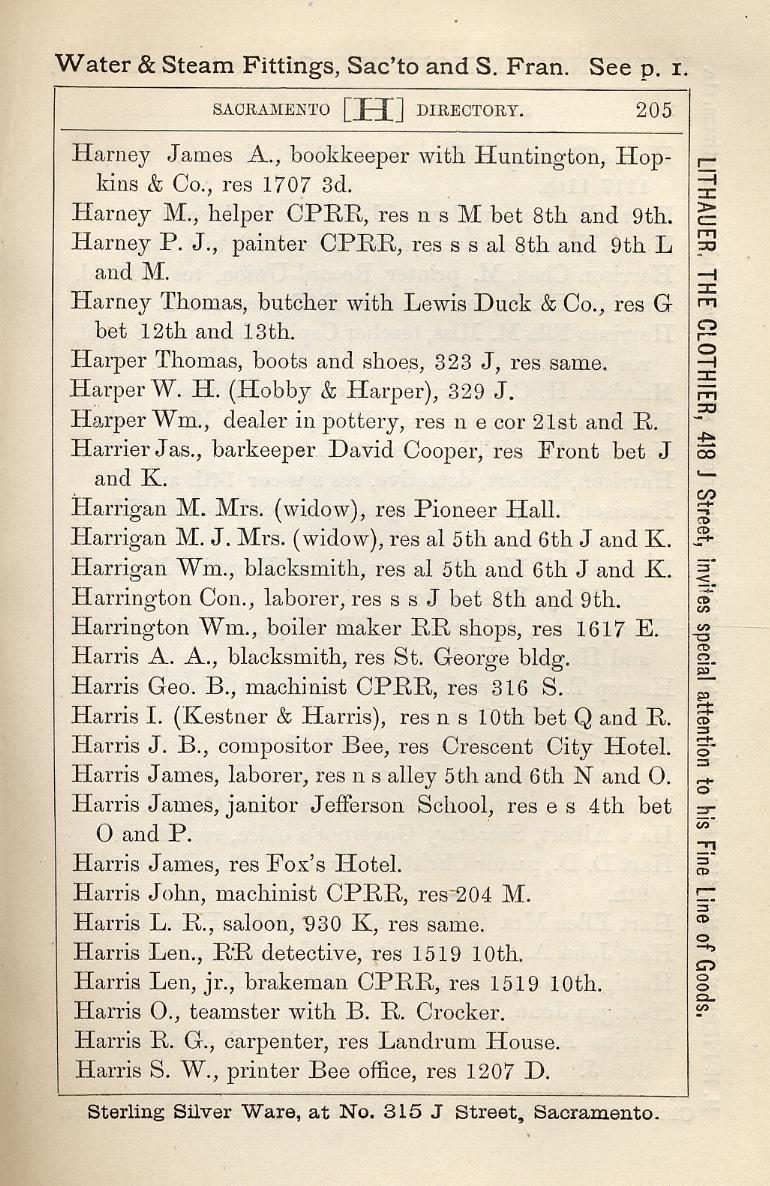 Water & Steam Fittings, Sac'to and S. Fran. See p. 1.
SACRAMENTO [H] DIRECTORY. 205
Harney James A., bookkeeper with Huntington, Hop-
kins & Co., res 1707 3d.
Harney M., helper CPRR, res n s M bet 8th and 9th.
Harney P. J., painter CPRR, res s s al 8th and 9th L
and M.
Harney Thomas, butcher with Lewis Duck & Co., res G
bet 12th and 13th.
Harper Thomas, boots and shoes, 323 J, res same.
Harper W. H. (Hobby & Harper), 329 J.
Harper Wm., dealer in pottery, res n e cor 21st and R.
Harrier Jas., barkeeper David Cooper, res Front bet J
and K.
Harrigan M. Mrs. (widow), res Pioneer Hall.
Harrigan M. J. Mrs. (widow), res al 5th and 6th J and K.
Harrigan Wm., blacksmith, res al 5th and 6th J and K.
Harrington Con., laborer, res s s J bet 8th and 9th.
Harrington Wm., boiler maker RR shops, res 1617 E.
Harris A. A., blacksmith, res St. George bldg.
Harris Geo. B., machinist CPRR, res 316 S.
Harris I. (Kestner & Harris), res n s 10th bet Q and R.
Harris J. B., compositor Bee, res Crescent City Hotel.
Harris James, laborer, res n s alley 5th and 6th N and O.
Harris James, janitor Jefferson School, res e s 4th bet
O and P.
Harris James, res Fox's Hotel.
Harris John, machinist CPRR, res 204 M.
Harris L. R., saloon, 930 K, res same.
Harris Len., RR detective, res 1519 10th.
Harris Len, jr., brakeman CPRR, res 1519 10th.
Harris O., teamster with B. R. Crocker.
Harris R. G., carpenter, res Landrum House.
Harris S. W., printer Bee office, res 1207 D.
Sterling Silver Ware, at No. 315 J Street, Sacramento.
LITHAUER, THE CLOTHIER, 418 J Street, invites special attention to his Fine Line of Goods.